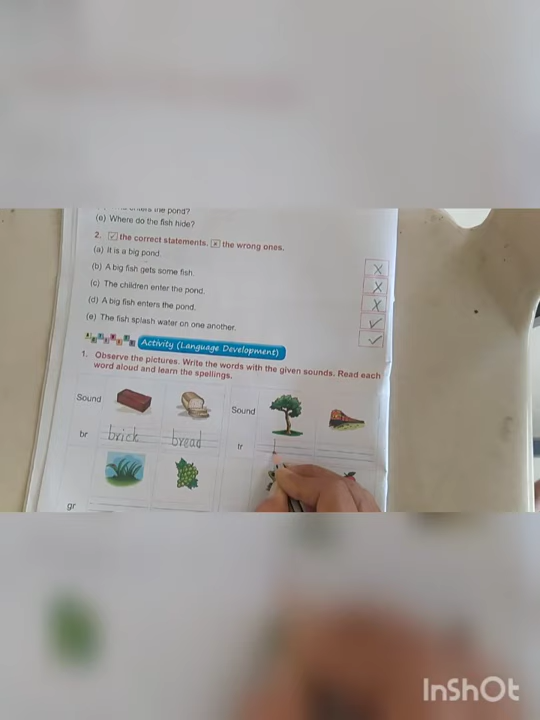 the pond?
(e) Where do the fish hide?
2. ✓ the correct statements. × the wrong ones.
(a) It is a big pond. ×
(b) A big fish gets some fish. ×
(c) The children enter the pond. ×
(d) A big fish enters the pond. ✓
(e) The fish splash water on one another. ✓
Activity (Language Development)
1. Observe the pictures. Write the words with the given sounds. Read each
word aloud and learn the spellings.
Sound
Sound
br brick bread
tr
gr
InShOt